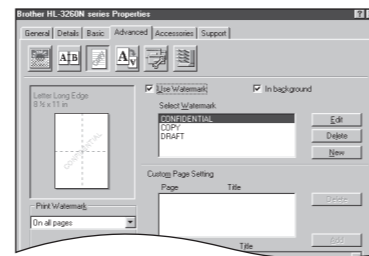 Brother HL-3260N series Properties
General Details Basic Advanced Accessories Support
Letter Long Edge:
8 ½ x 11 in
CONFIDENTIAL
Print Watermark
On all pages
Use Watermark
In background
Select Watermark
CONFIDENTIAL
COPY
DRAFT
Edit
Delete
New
Custom Page Setting
Page Title
Delete
Add
Title